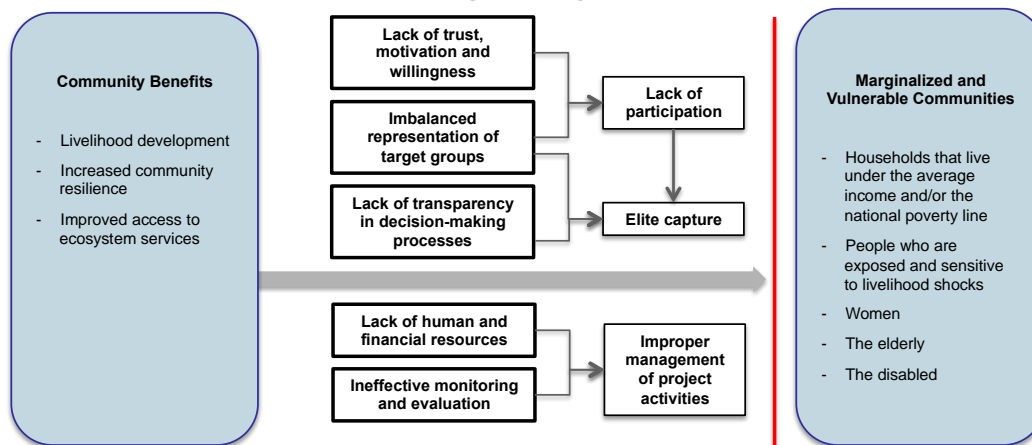 Community Benefits
- Livelihood development
- Increased community
resilience
- Improved access to
ecosystem services
Lack of trust,
motivation and
willingness
Imbalanced
representation of
target groups
Lack of transparency
in decision-making
processes
Lack of
participation
Elite capture
Lack of human and
financial resources
Ineffective monitoring
and evaluation
Improper
management
of project
activities
Marginalized and
Vulnerable Communities
- Households that live
under the average
income and/or the
national poverty line
- People who are
exposed and sensitive
to livelihood shocks
- Women
- The elderly
- The disabled